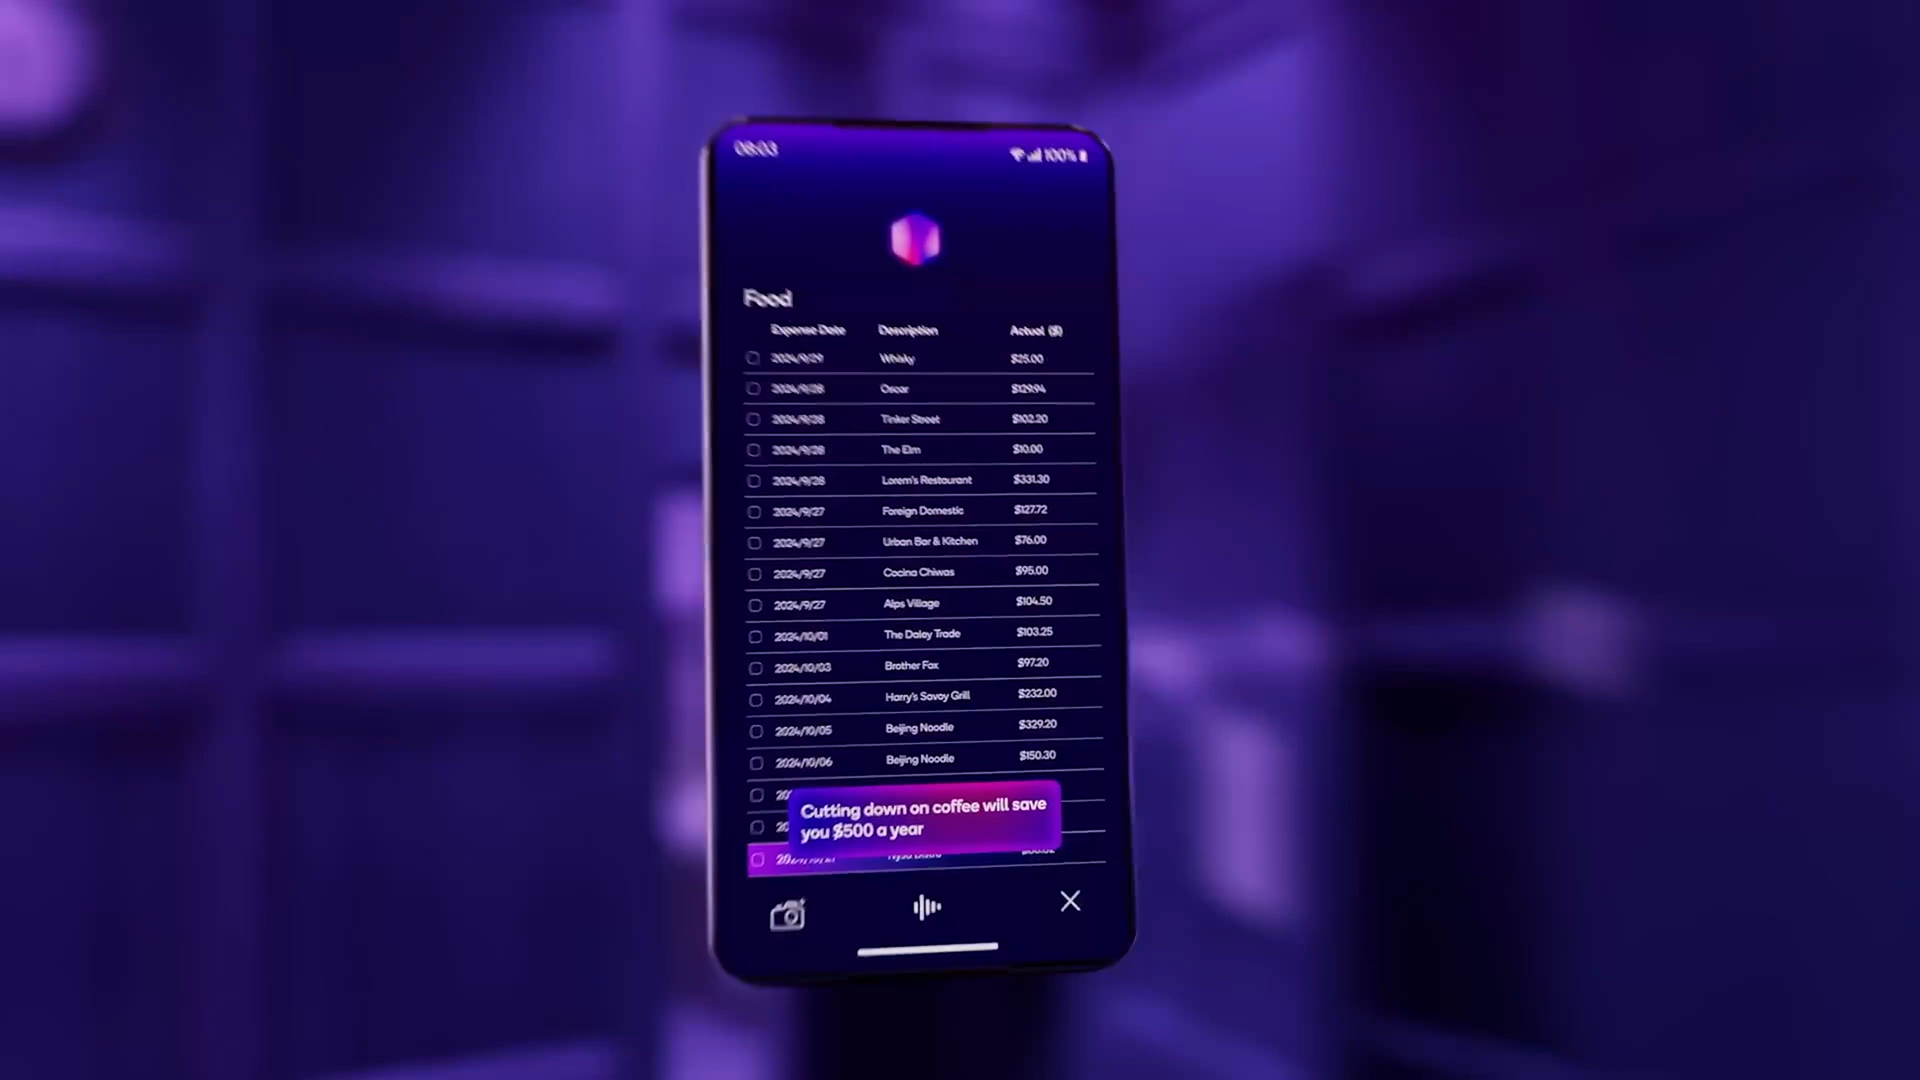 08:03
100%
Food
Expense Date Description Actual ($)
2024/9/29 Whisky $25.00
2024/9/28 Oscar $129.94
2024/9/28 Tinker Street $102.20
2024/9/28 The Elm $10.00
2024/9/28 Lorem's Restaurant $331.30
2024/9/27 Foreign Domestic $127.72
2024/9/27 Urban Bar & Kitchen $76.00
2024/9/27 Cocina Chiwas $95.00
2024/9/27 Alps Village $104.50
2024/10/01 The Daley Trade $103.25
2024/10/03 Brother Fox $97.20
2024/10/04 Harry's Savoy Grill $232.00
2024/10/05 Beijing Noodle $329.20
2024/10/06 Beijing Noodle $150.30
Cutting down on coffee will save
you $500 a year